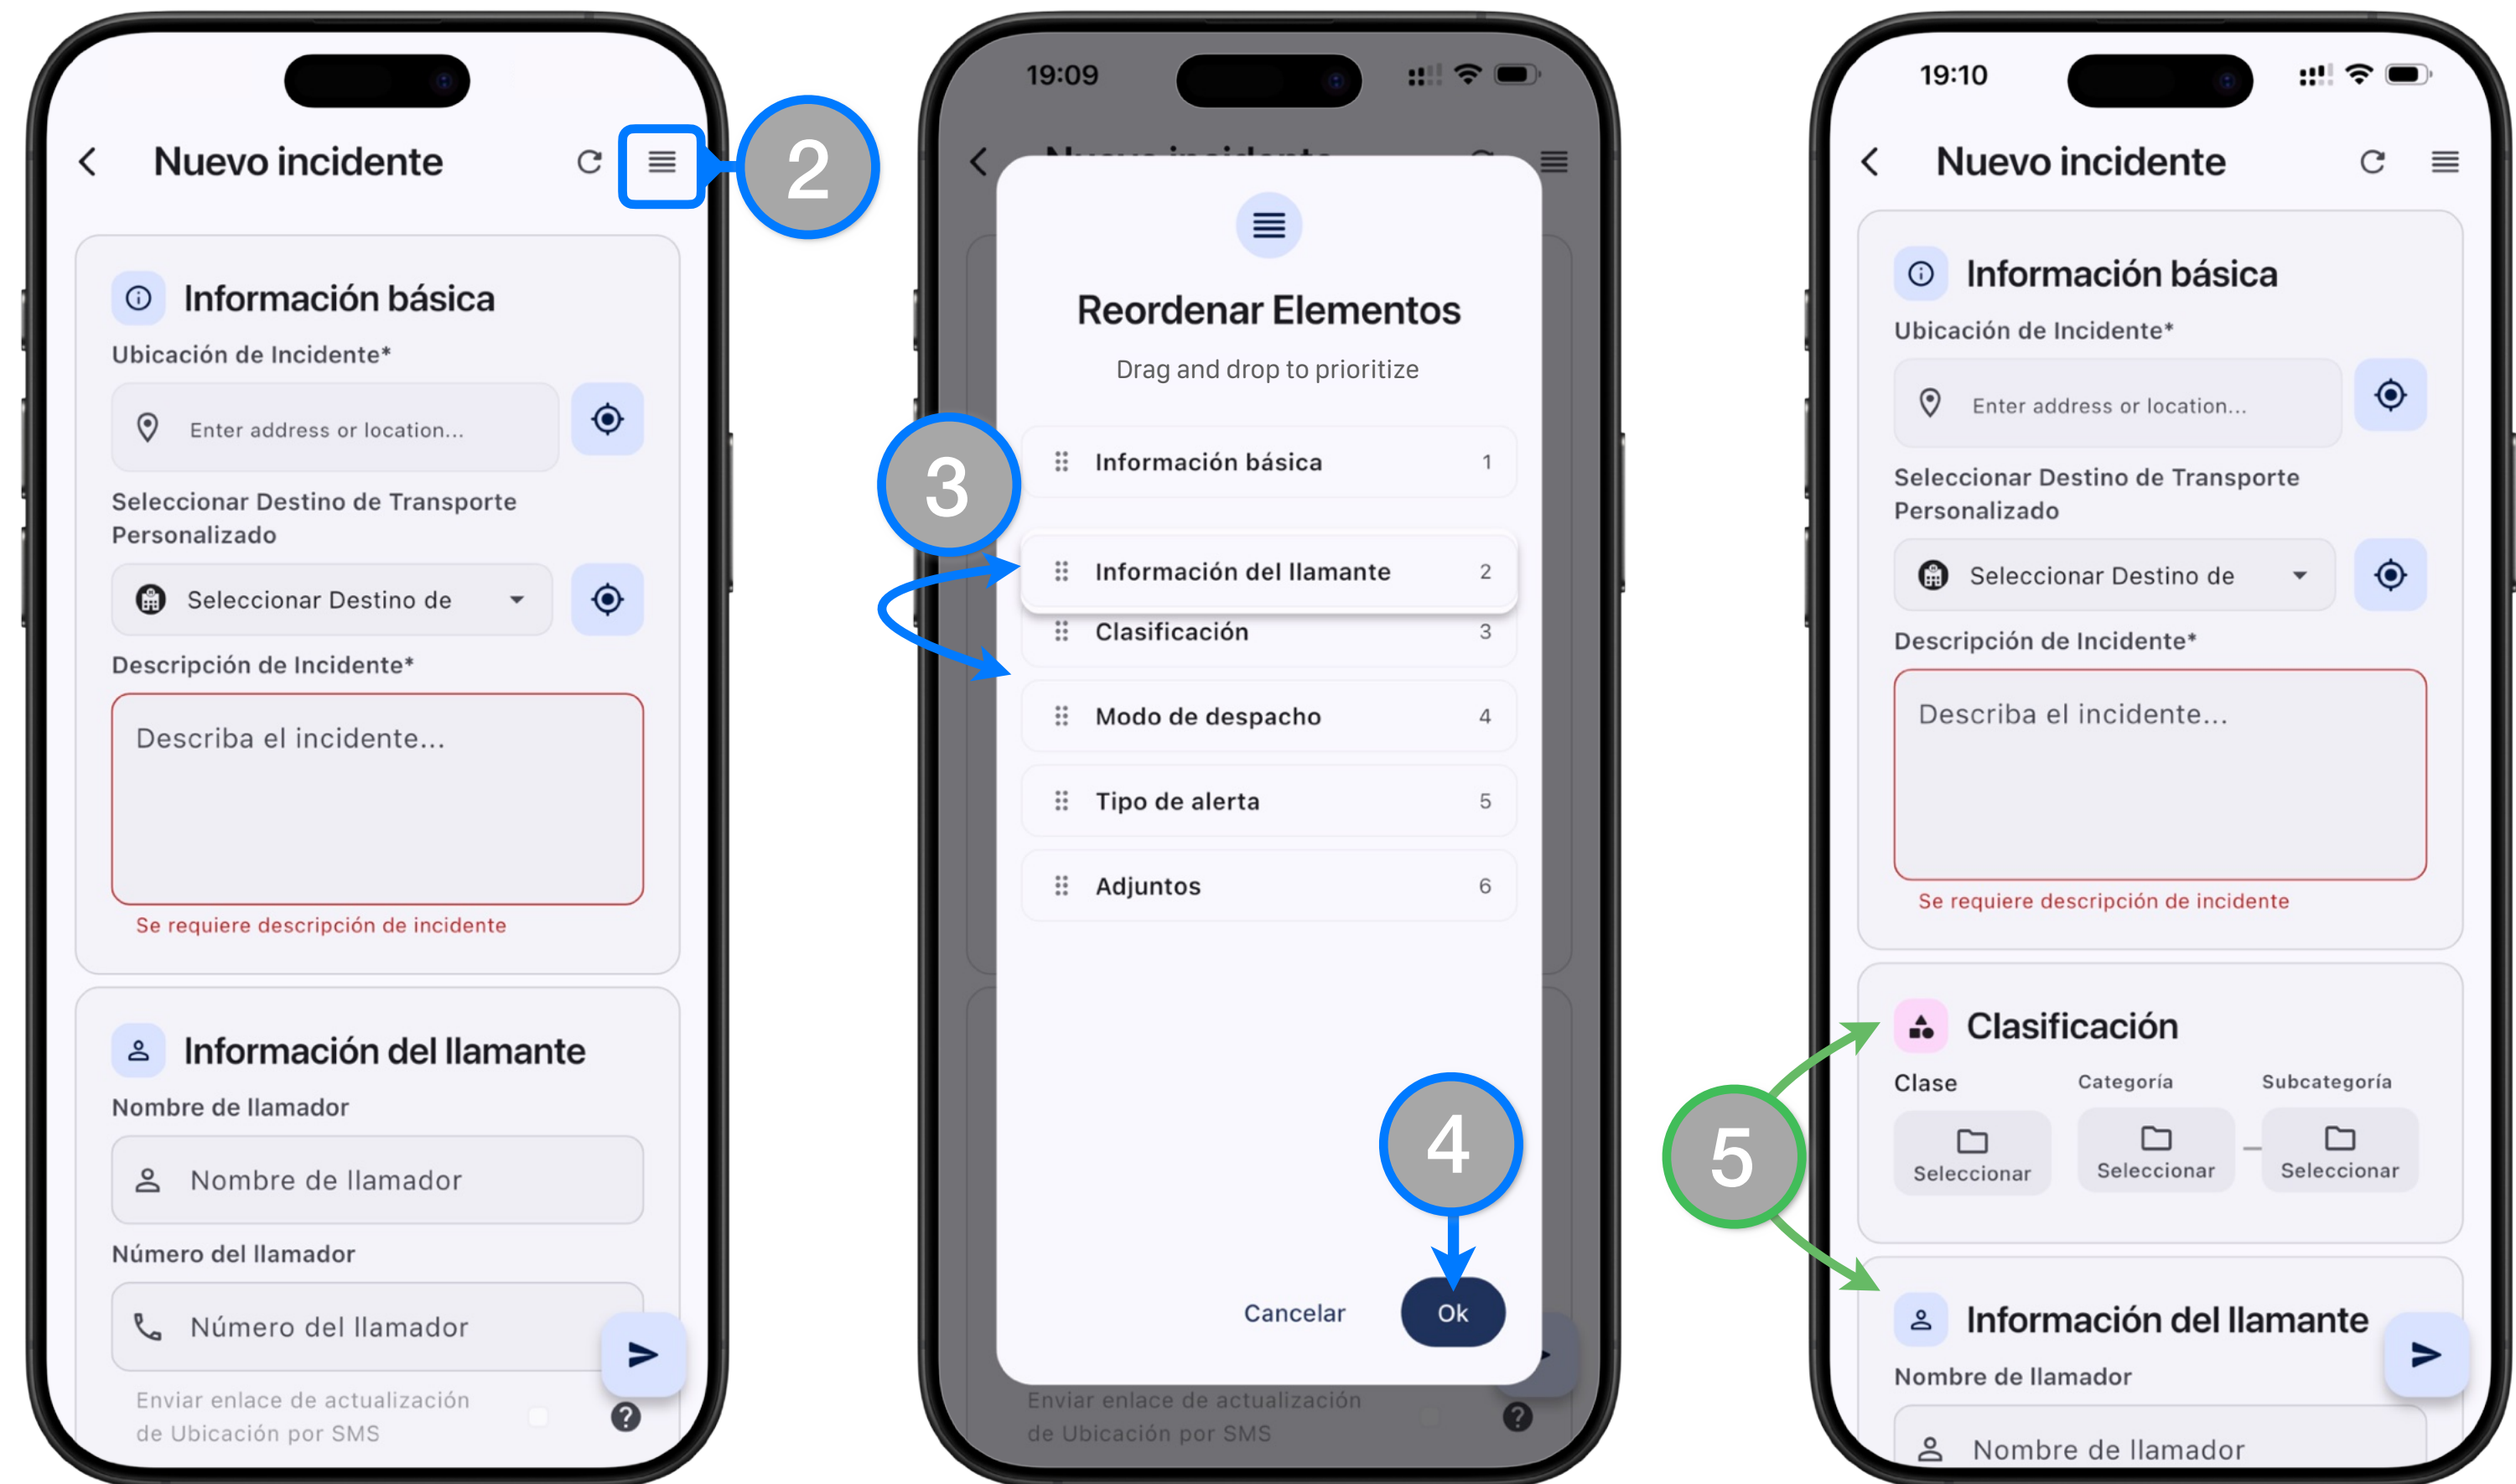 Nuevo incidente
2
Información básica
Ubicación de Incidente*
Enter address or location...
Seleccionar Destino de Transporte
Personalizado
Seleccionar Destino de
Descripción de Incidente*
Describa el incidente...
Se requiere descripción de incidente
Información del llamante
Nombre de llamador
Nombre de llamador
Número del llamador
Número del llamador
Enviar enlace de actualización
de Ubicación por SMS
19:09
Reordenar Elementos
Drag and drop to prioritize
3
Información básica 1
Información del llamante 2
Clasificación 3
Modo de despacho 4
Tipo de alerta 5
Adjuntos 6
4
Cancelar Ok
Enviar enlace de actualización
de Ubicación por SMS
19:10
Nuevo incidente
Información básica
Ubicación de Incidente*
Enter address or location...
Seleccionar Destino de Transporte
Personalizado
Seleccionar Destino de
Descripción de Incidente*
Describa el incidente...
Se requiere descripción de incidente
5
Clasificación
Clase Categoría Subcategoría
Seleccionar Seleccionar Seleccionar
Información del llamante
Nombre de llamador
Nombre de llamador